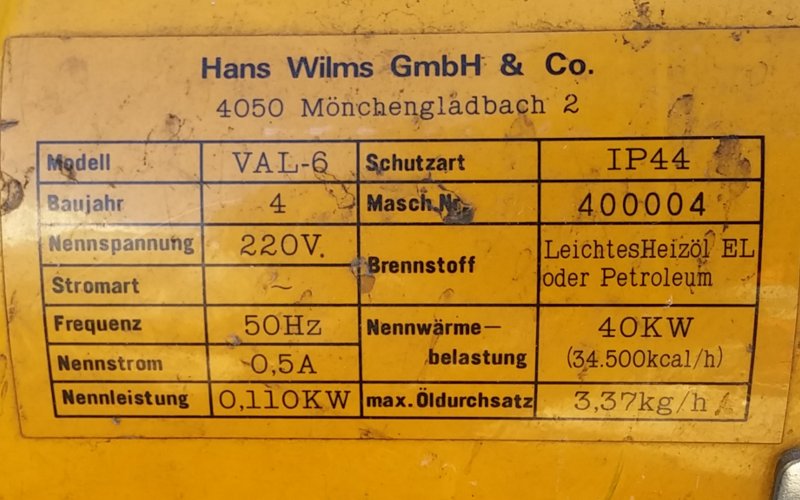 Hans Wilms GmbH & Co.
4050 Mönchengladbach 2
Modell VAL-6 Schutzart IP44
Baujahr 4 Masch.Nr. 400004
Nennspannung 220V. Brennstoff LeichtesHeizöl EL
Stromart ~ oder Petroleum
Frequenz 50Hz Nennwärme– 40KW
Nennstrom 0,5A belastung (34.500kcal/h)
Nennleistung 0,110KW max.Öldurchsatz 3,37kg/h